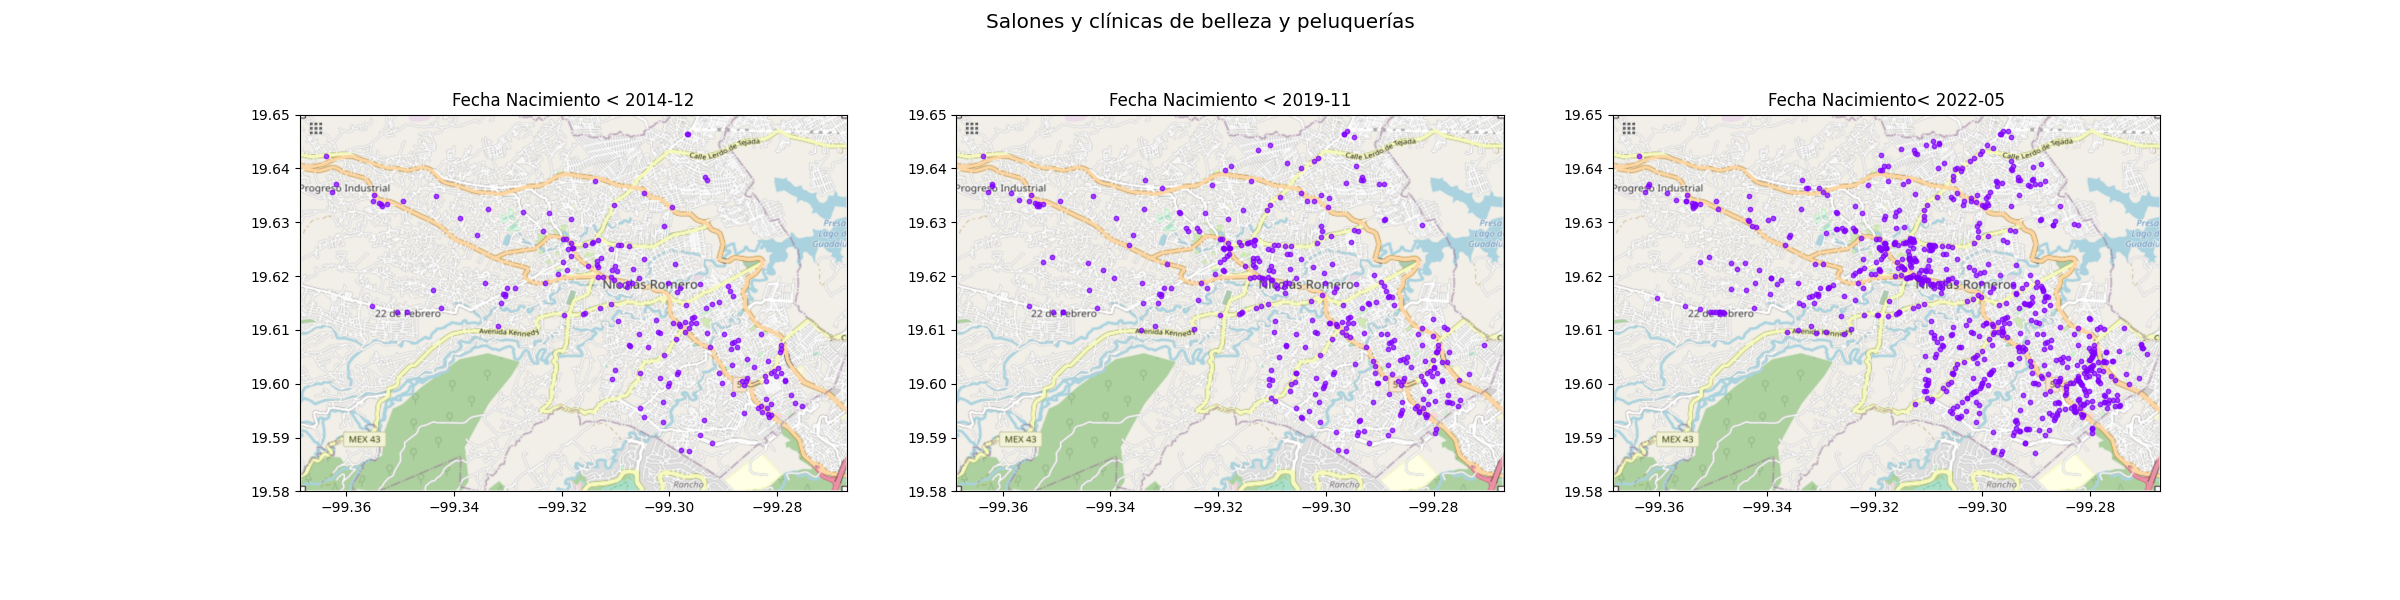 Salones y clínicas de belleza y peluquerías
Fecha Nacimiento < 2014-12
19.65
19.64
19.63
19.62
19.61
19.60
19.59
19.58
Calle Lerdo de Tejada
Progreso Industrial
Presa
Lago d
Guadalu
Nicolás Romero
22 de Febrero
Avenida Kennedy
MEX 43
Rancho
−99.36 −99.34 −99.32 −99.30 −99.28
Fecha Nacimiento < 2019-11
19.65
19.64
19.63
19.62
19.61
19.60
19.59
19.58
Calle Lerdo de Tejada
Progreso Industrial
Presa
Lago d
Guadalu
Nicolás Romero
22 de Febrero
Avenida Kennedy
MEX 43
Rancho
−99.36 −99.34 −99.32 −99.30 −99.28
Fecha Nacimiento< 2022-05
19.65
19.64
19.63
19.62
19.61
19.60
19.59
19.58
Calle Lerdo de Tejada
Progreso Industrial
Presa
Lago d
Guadalu
Nicolás Romero
22 de Febrero
Avenida Kennedy
MEX 43
Rancho
−99.36 −99.34 −99.32 −99.30 −99.28